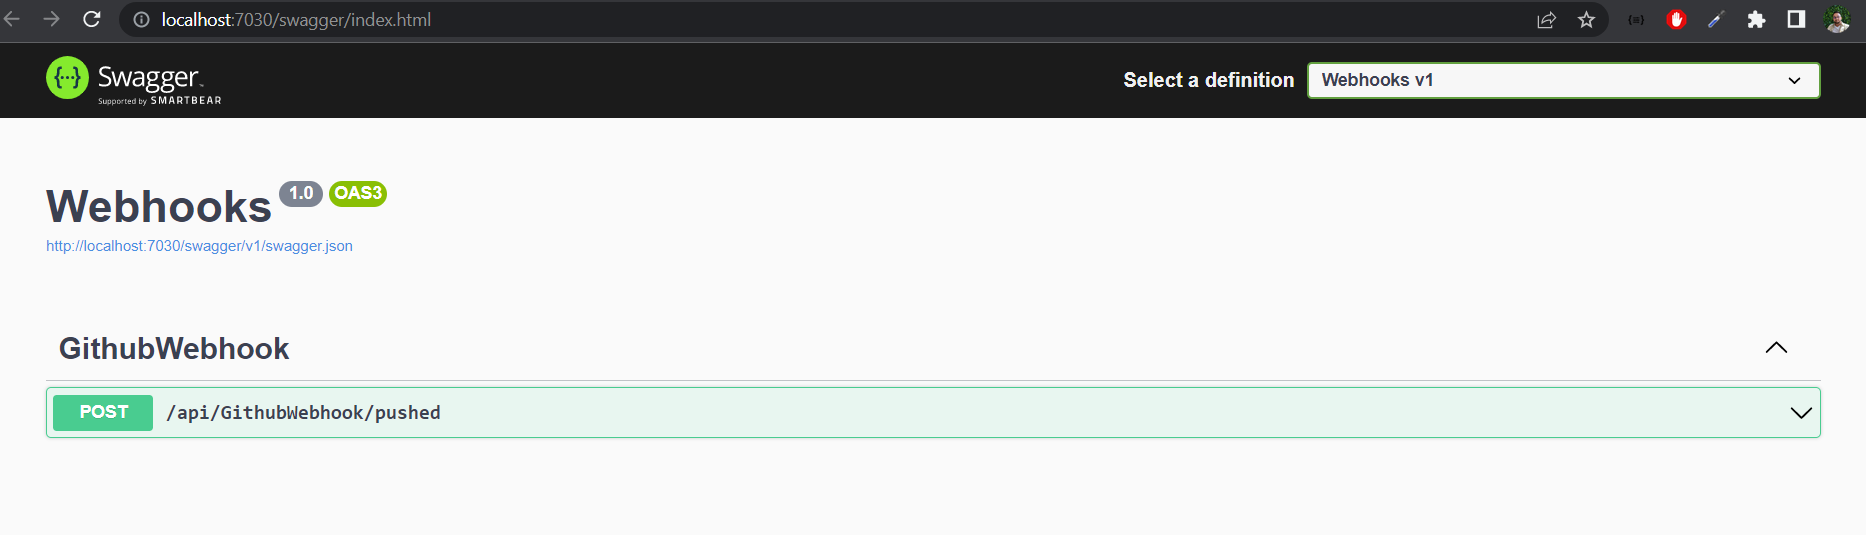 localhost:7030/swagger/index.html
Swagger
Supported by SMARTBEAR
Select a definition
Webhooks v1
Webhooks 1.0 OAS3
http://localhost:7030/swagger/v1/swagger.json
GithubWebhook
POST /api/GithubWebhook/pushed